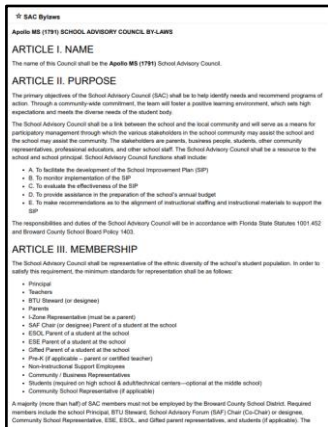 ☆ SAC Bylaws
Apollo MS (1791) SCHOOL ADVISORY COUNCIL BY-LAWS
ARTICLE I. NAME
The name of this Council shall be the Apollo MS (1791) School Advisory Council.
ARTICLE II. PURPOSE
The primary objectives of the School Advisory Council (SAC) shall be to help identify needs and recommend programs of
action. Through a community-wide commitment, the team will foster a positive learning environment, which sets high
expectations and meets the diverse needs of the student body.
The School Advisory Council shall be a link between the school and the local community and will serve as a means for
participatory management through which the various stakeholders in the school community may assist the school and
the school may assist the community. The stakeholders are parents, business people, students, other community
representatives, professional educators, and other school staff. The School Advisory Council shall be a resource to the
school and school principal. School Advisory Council functions shall include:
• A. To facilitate the development of the School Improvement Plan (SIP)
• B. To monitor implementation of the SIP
• C. To evaluate the effectiveness of the SIP
• D. To provide assistance in the preparation of the school's annual budget
• E. To make recommendations as to the alignment of instructional staffing and instructional materials to support the
SIP
The responsibilities and duties of the School Advisory Council will be in accordance with Florida State Statutes 1001.452
and Broward County School Board Policy 1403.
ARTICLE III. MEMBERSHIP
The School Advisory Council shall be representative of the ethnic diversity of the school's student population. In order to
satisfy this requirement, the minimum standards for representation shall be as follows:
• Principal
• Teachers
• BTU Steward (or designee)
• Parents
• I-Zone Representative (must be a parent)
• SAF Chair (or designee) Parent of a student at the school
• ESOL Parent of a student at the school
• ESE Parent of a student at the school
• Gifted Parent of a student at the school
• Pre-K (if applicable – parent or certified teacher)
• Non-Instructional Support Employees
• Community / Business Representatives
• Students (required on high school & adult/technical centers—optional at the middle school)
• Community School Representative (if applicable)
A majority (more than half) of SAC members must not be employed by the Broward County School District. Required
members include the school Principal, BTU Steward, School Advisory Forum (SAF) Chair (Co-Chair) or designee,
Community School Representative, ESE, ESOL, and Gifted parent representatives, and students (if applicable). The